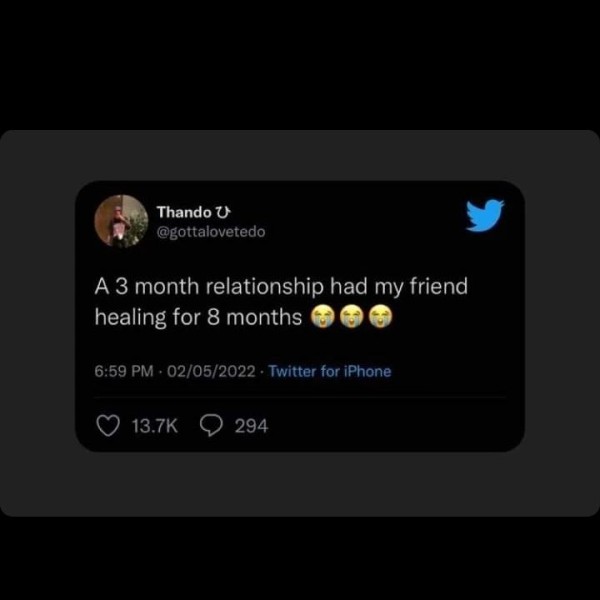 Thando ひ
@gottalovetedo
A 3 month relationship had my friend
healing for 8 months 😭😭😭
6:59 PM · 02/05/2022 · Twitter for iPhone
13.7K 294